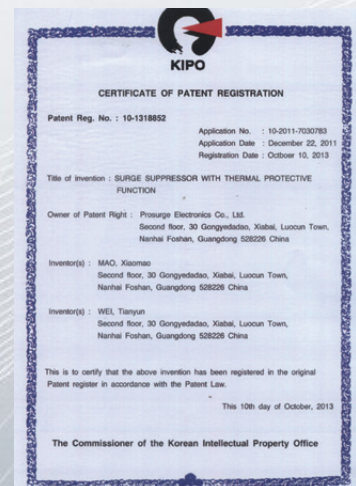 KIPO
CERTIFICATE OF PATENT REGISTRATION
Patent Reg. No. : 10-1318852
Application No. : 10-2011-7030783
Application Date : December 22, 2011
Registration Date : Octboer 10, 2013
Title of invention : SURGE SUPPRESSOR WITH THERMAL PROTECTIVE
FUNCTION
Owner of Patent Right : Prosurge Electronics Co., Ltd.
Second floor, 30 Gongyedadao, Xiabai, Luocun Town,
Nanhai Foshan, Guangdong 528226 China
Inventor(s) : MAO, Xiaomao
Second floor, 30 Gongyedadao, Xiabai, Luocun Town,
Nanhai Foshan, Guangdong 528226 China
Inventor(s) : WEI, Tianyun
Second floor, 30 Gongyedadao, Xiabai, Luocun Town,
Nanhai Foshan, Guangdong 528226 China
This is to certify that the above invention has been registered in the original
Patent register in accordance with the Patent Law.
This 10th day of October, 2013
The Commissioner of the Korean Intellectual Property Office